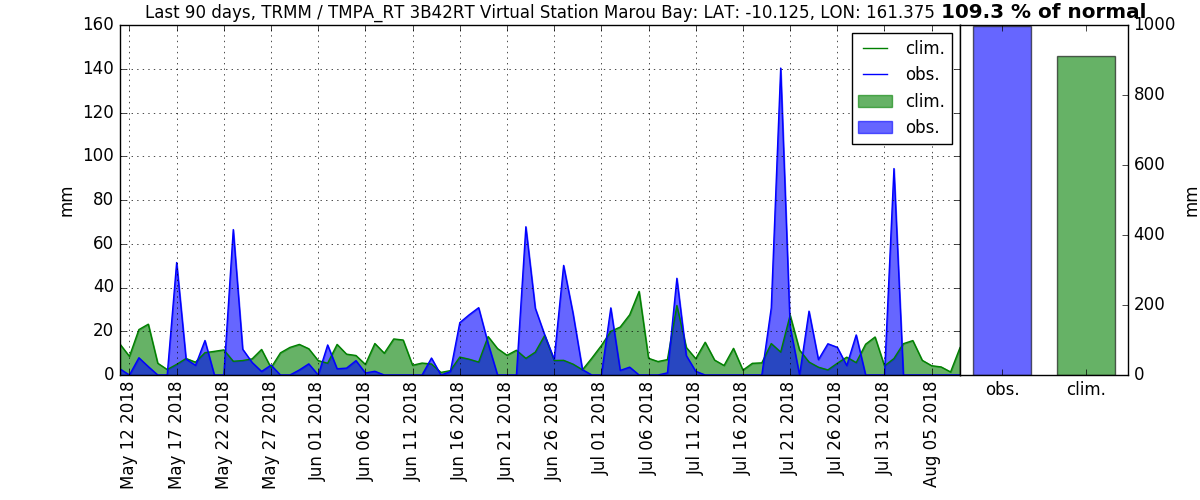 Last 90 days, TRMM / TMPA_RT 3B42RT Virtual Station Marou Bay: LAT: -10.125, LON: 161.375 109.3 % of normal
160
140
120
100
80
60
40
20
0
mm
clim.
obs.
clim.
obs.
1000
800
600
400
200
0
mm
May 12 2018
May 17 2018
May 22 2018
May 27 2018
Jun 01 2018
Jun 06 2018
Jun 11 2018
Jun 16 2018
Jun 21 2018
Jun 26 2018
Jul 01 2018
Jul 06 2018
Jul 11 2018
Jul 16 2018
Jul 21 2018
Jul 26 2018
Jul 31 2018
Aug 05 2018
obs.
clim.